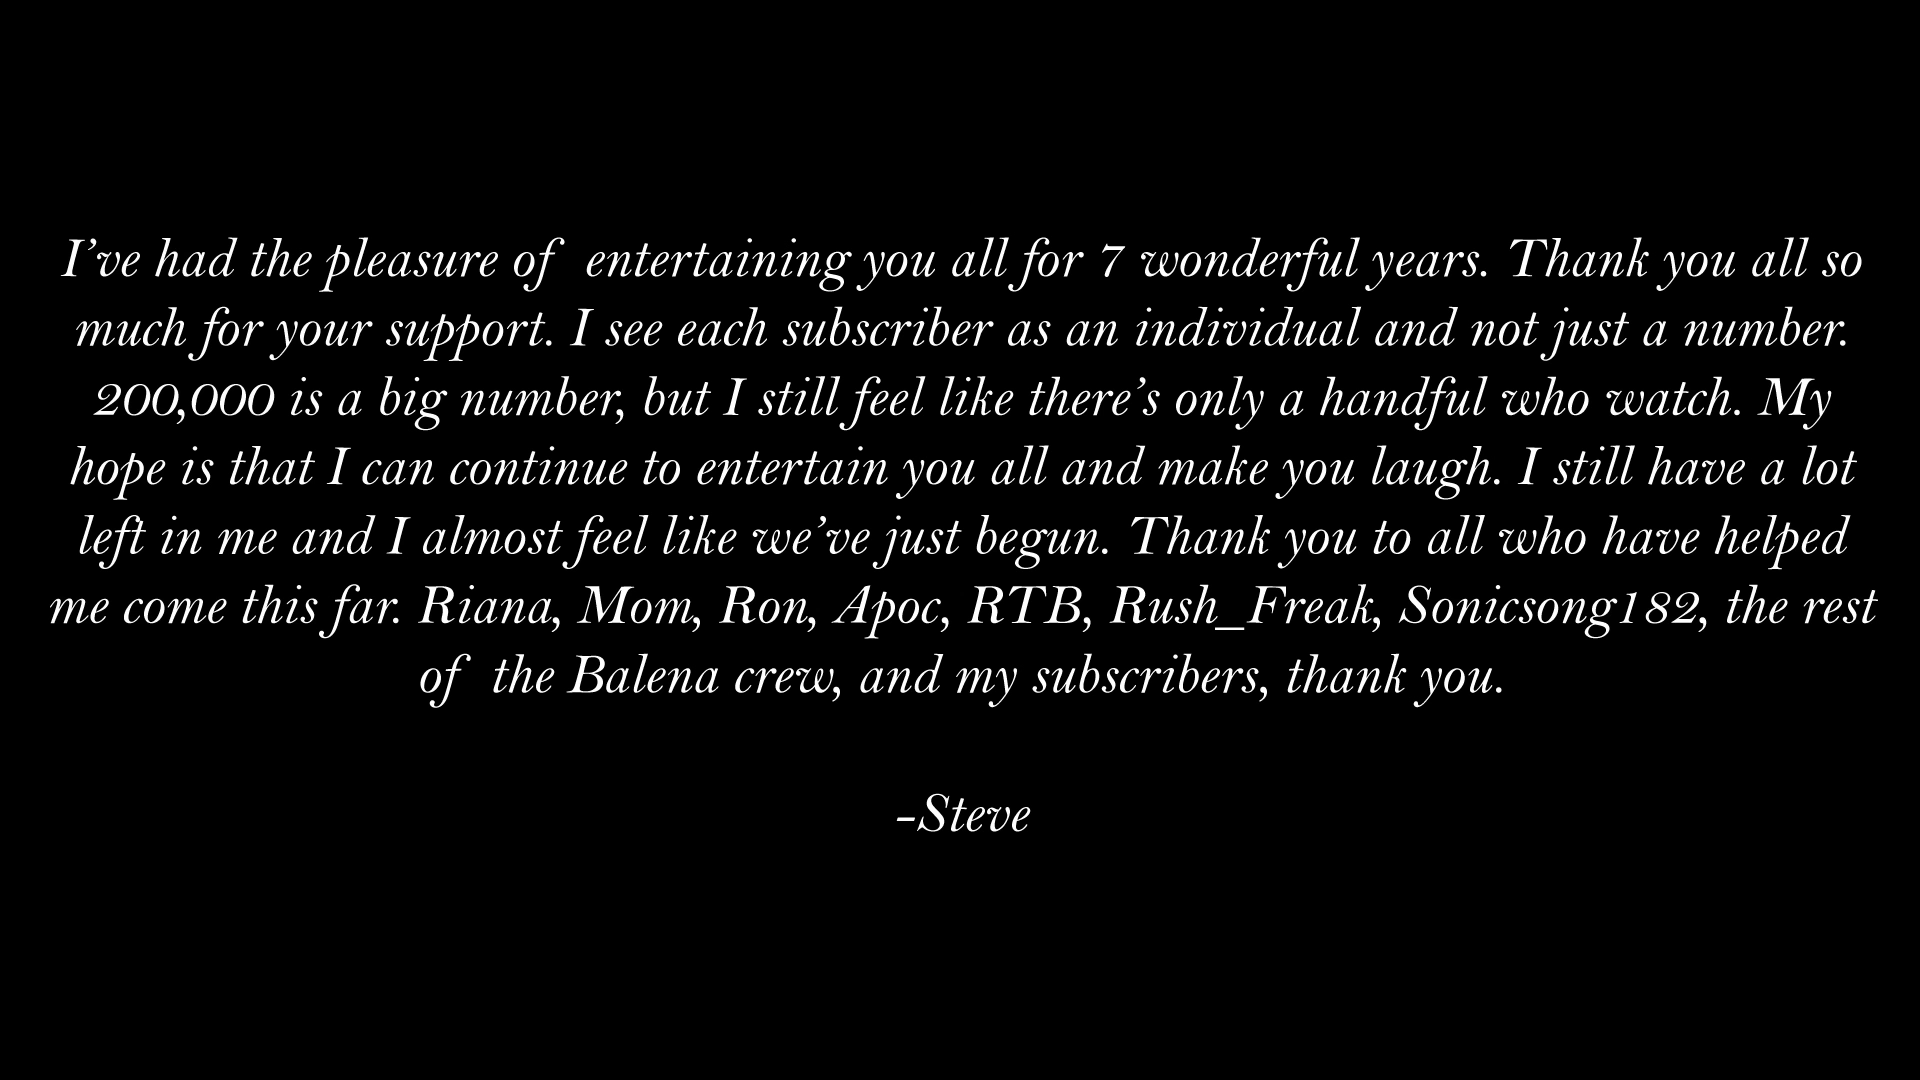 I’ve had the pleasure of entertaining you all for 7 wonderful years. Thank you all so
much for your support. I see each subscriber as an individual and not just a number.
200,000 is a big number, but I still feel like there’s only a handful who watch. My
hope is that I can continue to entertain you all and make you laugh. I still have a lot
left in me and I almost feel like we’ve just begun. Thank you to all who have helped
me come this far. Riana, Mom, Ron, Apoc, RTB, Rush_Freak, Sonicsong182, the rest
of the Balena crew, and my subscribers, thank you.
-Steve